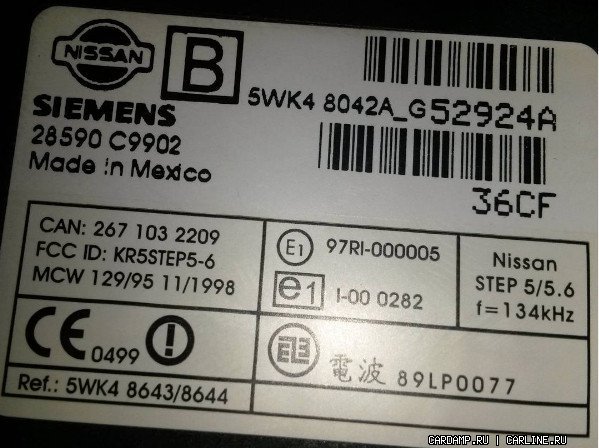 NISSAN
B
5WK4 8042A_G52924A
SIEMENS
28590 C9902
Made in Mexico
36CF
CAN: 267 103 2209
FCC ID: KR5STEP5-6
MCW 129/95 11/1998
E1 97RI-000005
e1 I-00 0282
Nissan
STEP 5/5.6
f=134kHz
CE 0499 !
電波 89LP0077
Ref.: 5WK4 8643/8644
CARDAMP.RU | CARLINE.RU